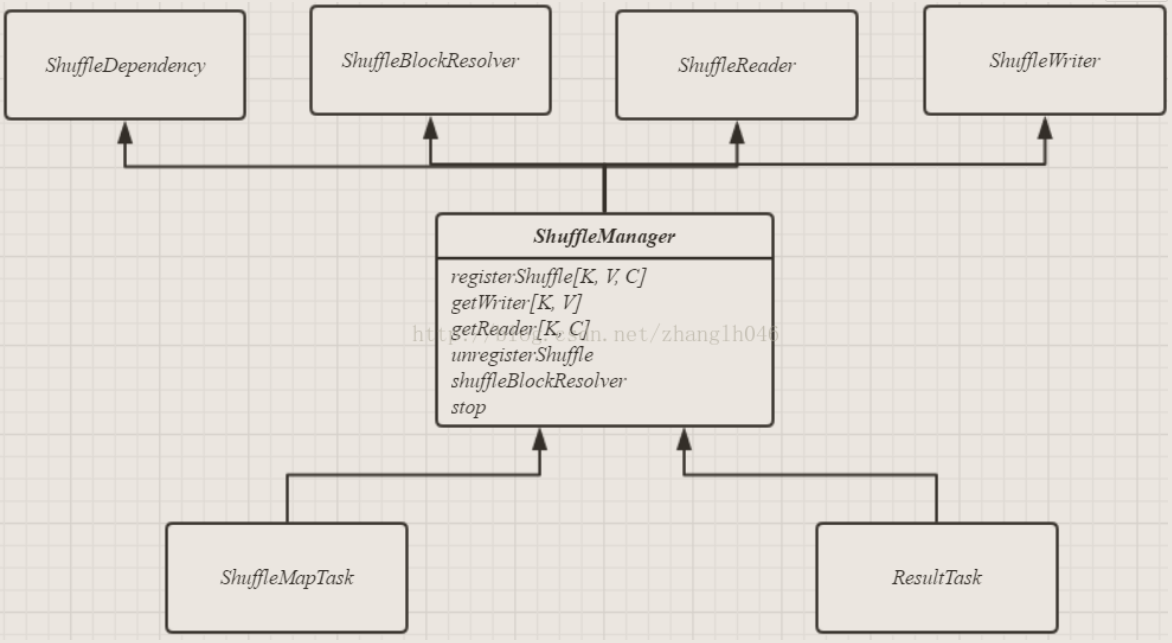 ShuffleDependency
ShuffleBlockResolver
ShuffleReader
ShuffleWriter
ShuffleManager
registerShuffle[K, V, C]
getWriter[K, V]
getReader[K, C]
http://blog.csdn.net/zhanglh046
unregisterShuffle
shuffleBlockResolver
stop
ShuffleMapTask
ResultTask